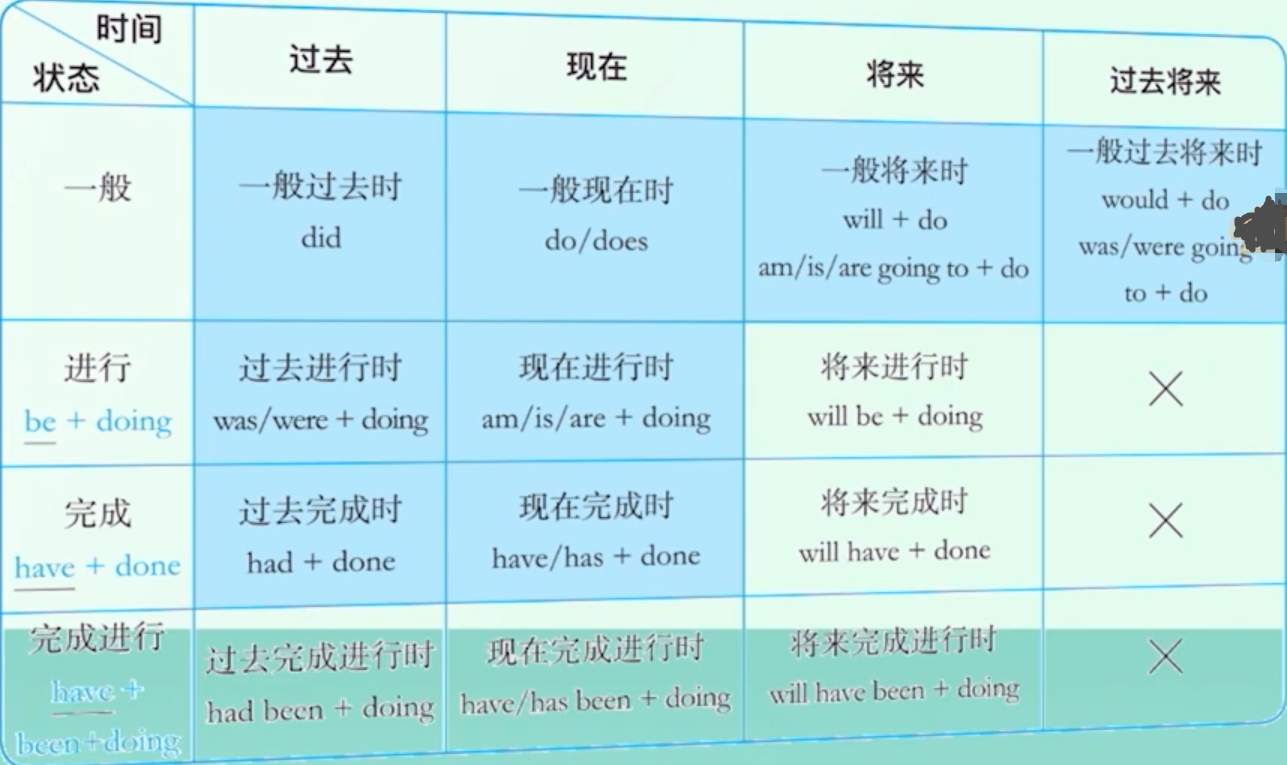 时间
状态
过去
现在
将来
过去将来
一般
一般过去时
did
一般现在时
do/does
一般将来时
will + do
am/is/are going to + do
一般过去将来时
would + do
was/were going
to + do
进行
be + doing
过去进行时
was/were + doing
现在进行时
am/is/are + doing
将来进行时
will be + doing
×
完成
have + done
过去完成时
had + done
现在完成时
have/has + done
将来完成时
will have + done
×
完成进行
have +
been+doing
过去完成进行时
had been + doing
现在完成进行时
have/has been + doing
将来完成进行时
will have been + doing
×